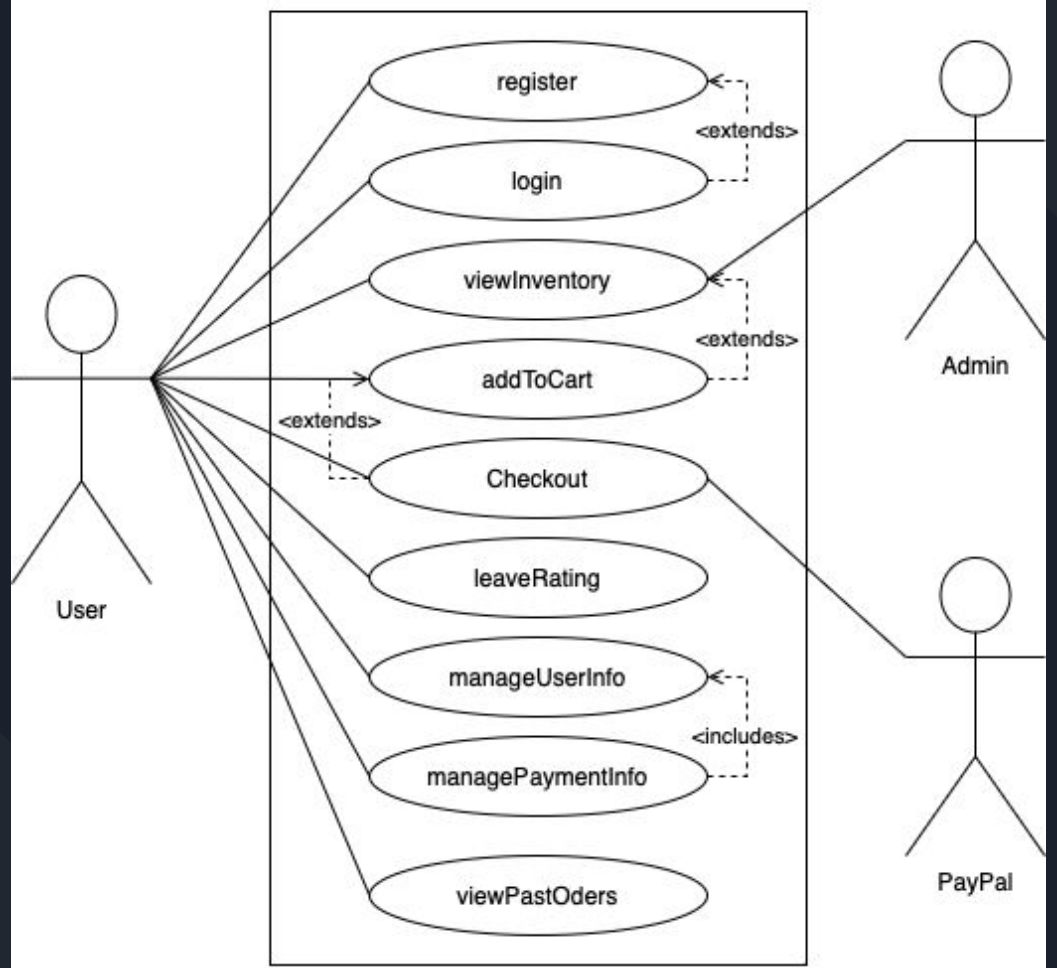 register
<extends>
login
viewInventory
<extends>
addToCart
<extends>
Checkout
leaveRating
manageUserInfo
<includes>
managePaymentInfo
viewPastOders
User
Admin
PayPal